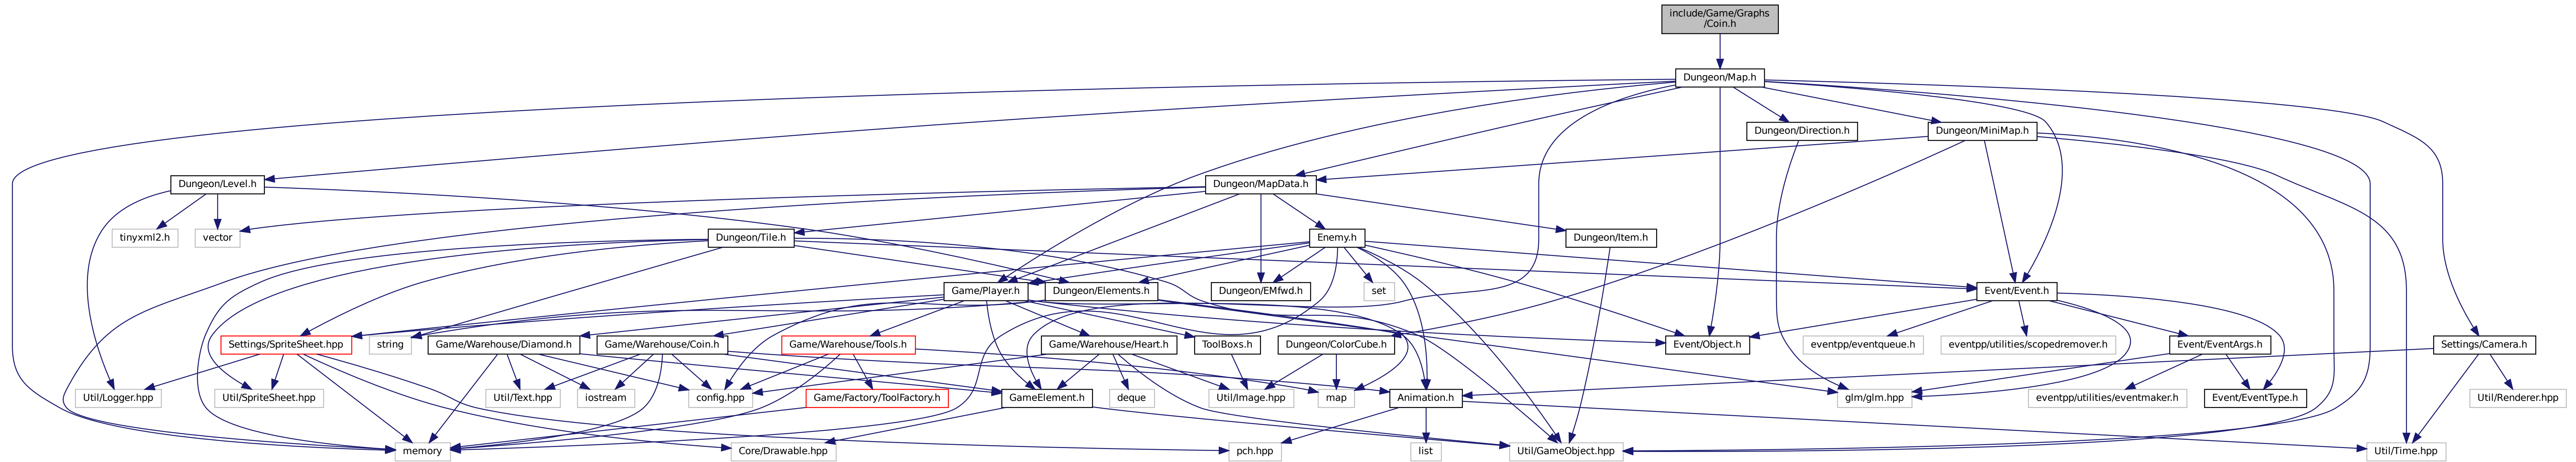 include/Game/Graphs
/Coin.h
Dungeon/Map.h
Dungeon/Direction.h
Dungeon/MiniMap.h
Dungeon/Level.h
Dungeon/MapData.h
tinyxml2.h
vector
Dungeon/Tile.h
Enemy.h
Dungeon/Item.h
Game/Player.h
Dungeon/Elements.h
Dungeon/EMfwd.h
set
Event/Event.h
Settings/SpriteSheet.hpp
string
Game/Warehouse/Diamond.h
Game/Warehouse/Coin.h
Game/Warehouse/Tools.h
Game/Warehouse/Heart.h
ToolBoxs.h
Dungeon/ColorCube.h
Event/Object.h
eventpp/eventqueue.h
eventpp/utilities/scopedremover.h
Event/EventArgs.h
Settings/Camera.h
Util/Logger.hpp
Util/SpriteSheet.hpp
Util/Text.hpp
iostream
config.hpp
Game/Factory/ToolFactory.h
GameElement.h
deque
Util/Image.hpp
map
Animation.h
glm/glm.hpp
eventpp/utilities/eventmaker.h
Event/EventType.h
Util/Renderer.hpp
memory
Core/Drawable.hpp
pch.hpp
list
Util/GameObject.hpp
Util/Time.hpp